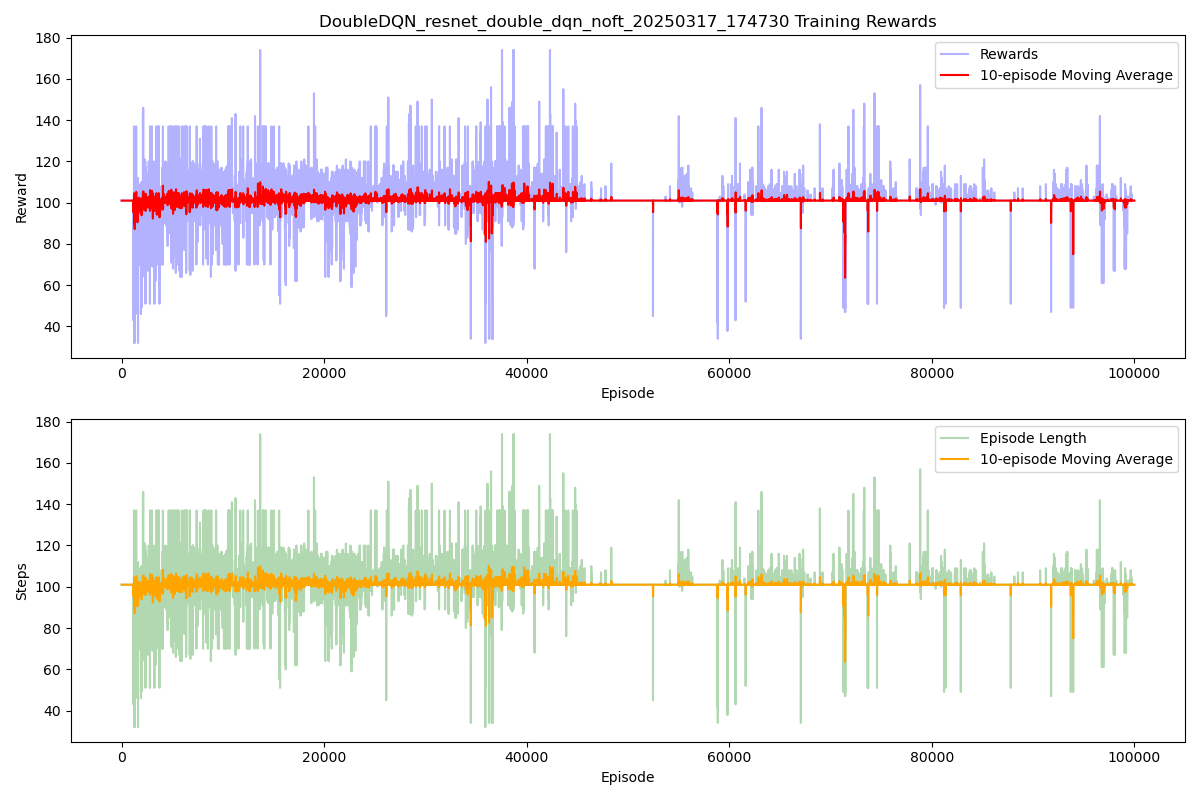 DoubleDQN_resnet_double_dqn_noft_20250317_174730 Training Rewards
180
160
140
120
100
80
60
40
Reward
Rewards
10-episode Moving Average
0 20000 40000 60000 80000 100000
Episode
180
160
140
120
100
80
60
40
Steps
Episode Length
10-episode Moving Average
0 20000 40000 60000 80000 100000
Episode